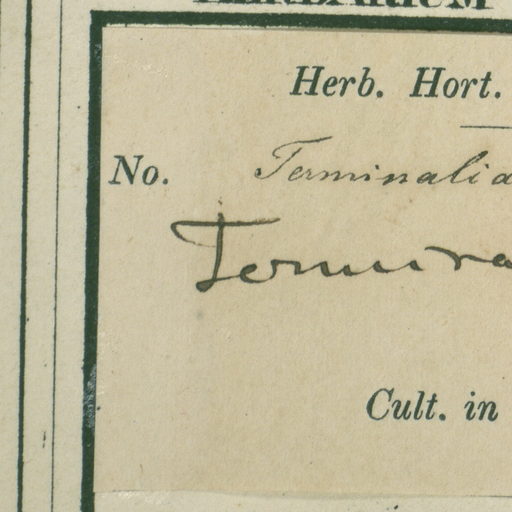 Herb. Hort.
No. Terminalia
Cult. in